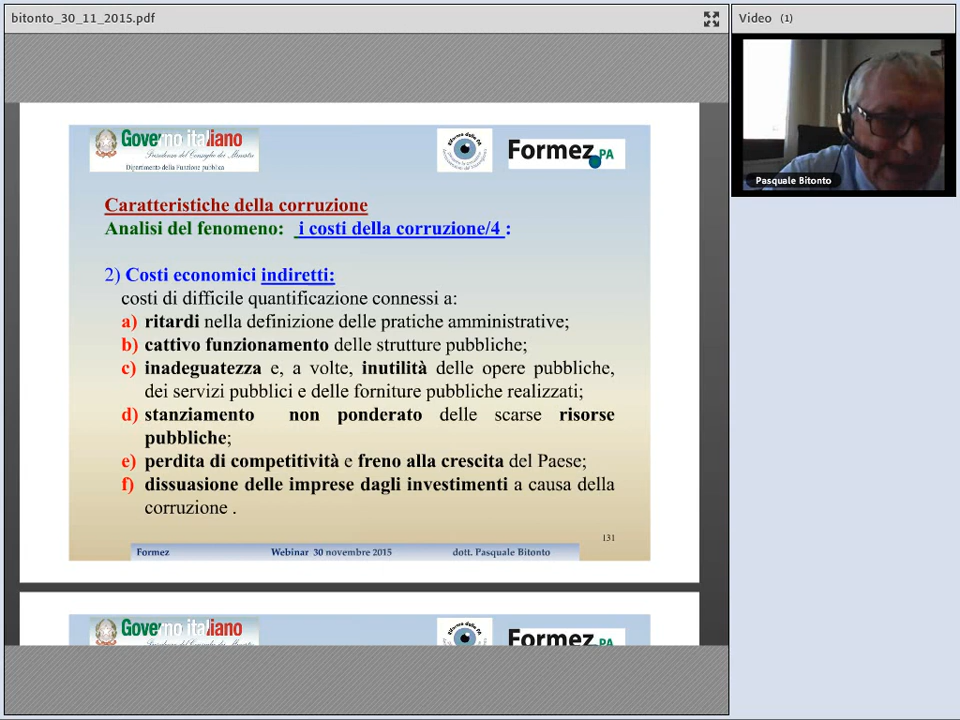 bitonto_30_11_2015.pdf
Video (1)
Pasquale Bitonto
Governo italiano
Presidenza del Consiglio dei Ministri
Dipartimento della Funzione pubblica
Formez PA
Caratteristiche della corruzione
Analisi del fenomeno: i costi della corruzione/4 :
2) Costi economici indiretti:
costi di difficile quantificazione connessi a:
a) ritardi nella definizione delle pratiche amministrative;
b) cattivo funzionamento delle strutture pubbliche;
c) inadeguatezza e, a volte, inutilità delle opere pubbliche,
dei servizi pubblici e delle forniture pubbliche realizzati;
d) stanziamento non ponderato delle scarse risorse
pubbliche;
e) perdita di competitività e freno alla crescita del Paese;
f) dissuasione delle imprese dagli investimenti a causa della
corruzione .
131
Formez Webinar 30 novembre 2015 dott. Pasquale Bitonto
Governo italiano
Formez PA